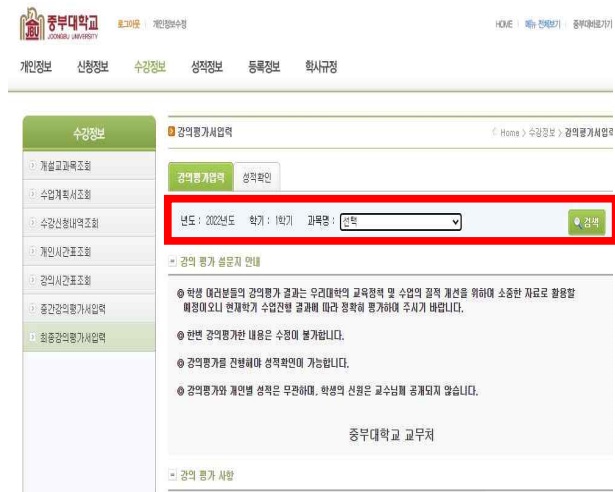 중부대학교
JOONGBU UNIVERSITY
JBU
로그아웃 개인정보수정
HOME 메뉴 전체보기 중부대바로가기
개인정보 신청정보 수강정보 성적정보 등록정보 학사규정
수강정보
강의평가서입력
Home > 수강정보 > 강의평가서입력
개설교과목조회
수업계획서조회
수강신청내역조회
개인시간표조회
강의시간표조회
중간강의평가서입력
최종강의평가서입력
강의평가입력 성적확인
년도 : 2022년도 학기 : 1학기 과목명 : 선택 검색
강의 평가 설문지 안내
◎ 학생 여러분들의 강의평가 결과는 우리대학의 교육정책 및 수업의 질적 개선을 위하여 소중한 자료로 활용할
예정이오니 현재학기 수업진행 결과에 따라 정확히 평가하여 주시기 바랍니다.
◎ 한번 강의평가한 내용은 수정이 불가합니다.
◎ 강의평가를 진행해야 성적확인이 가능합니다.
◎ 강의평가와 개인별 성적은 무관하며, 학생의 신원은 교수님께 공개되지 않습니다.
중부대학교 교무처
강의 평가 사항